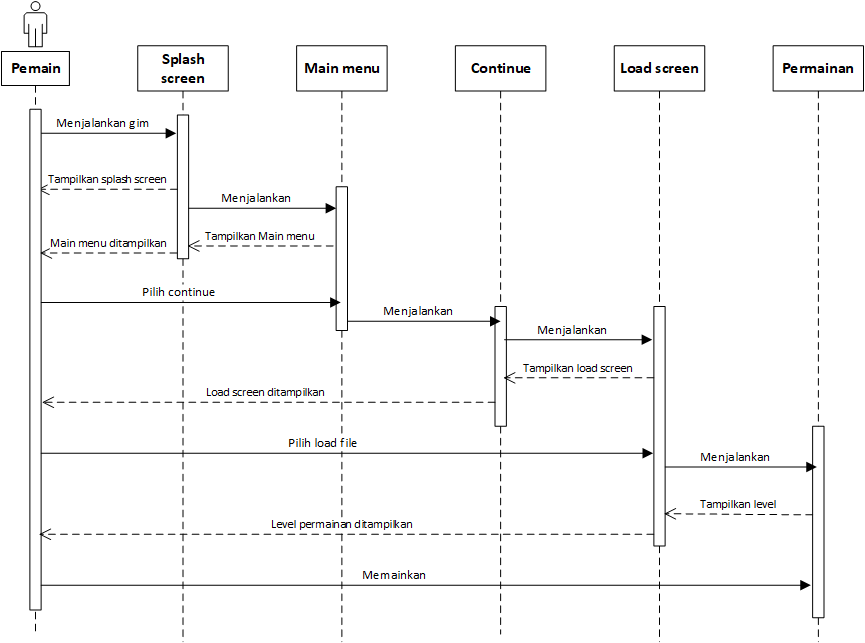 Pemain
Splash
screen
Main menu
Continue
Load screen
Permainan
Menjalankan gim
Tampilkan splash screen
Menjalankan
Tampilkan Main menu
Main menu ditampilkan
Pilih continue
Menjalankan
Menjalankan
Tampilkan load screen
Load screen ditampilkan
Pilih load file
Menjalankan
Tampilkan level
Level permainan ditampilkan
Memainkan